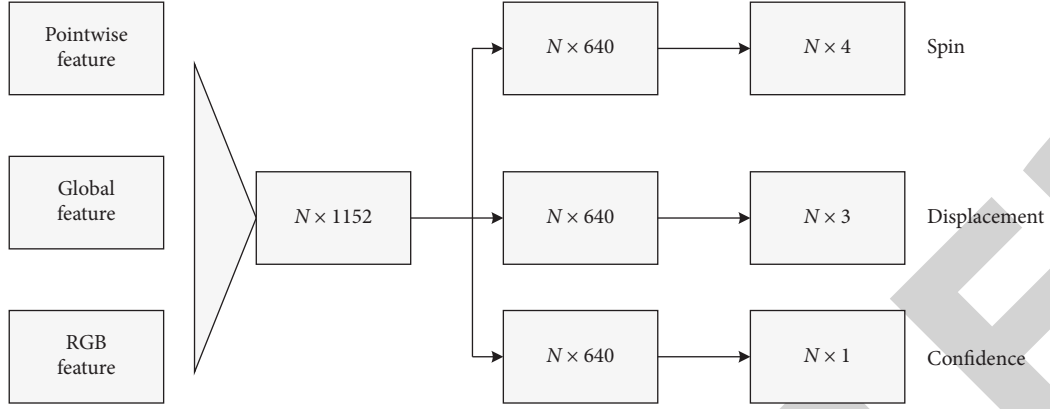 Pointwise
feature
Global
feature
RGB
feature
N × 1152
N × 640
N × 4
Spin
N × 640
N × 3
Displacement
N × 640
N × 1
Confidence